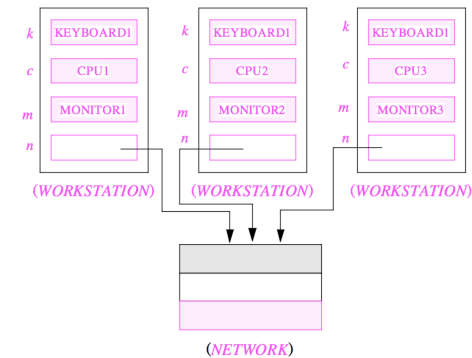 k KEYBOARD1 k KEYBOARD1 k KEYBOARD1
c CPU1 c CPU2 c CPU3
m MONITOR1 m MONITOR2 m MONITOR3
n n n
(WORKSTATION) (WORKSTATION) (WORKSTATION)
(NETWORK)